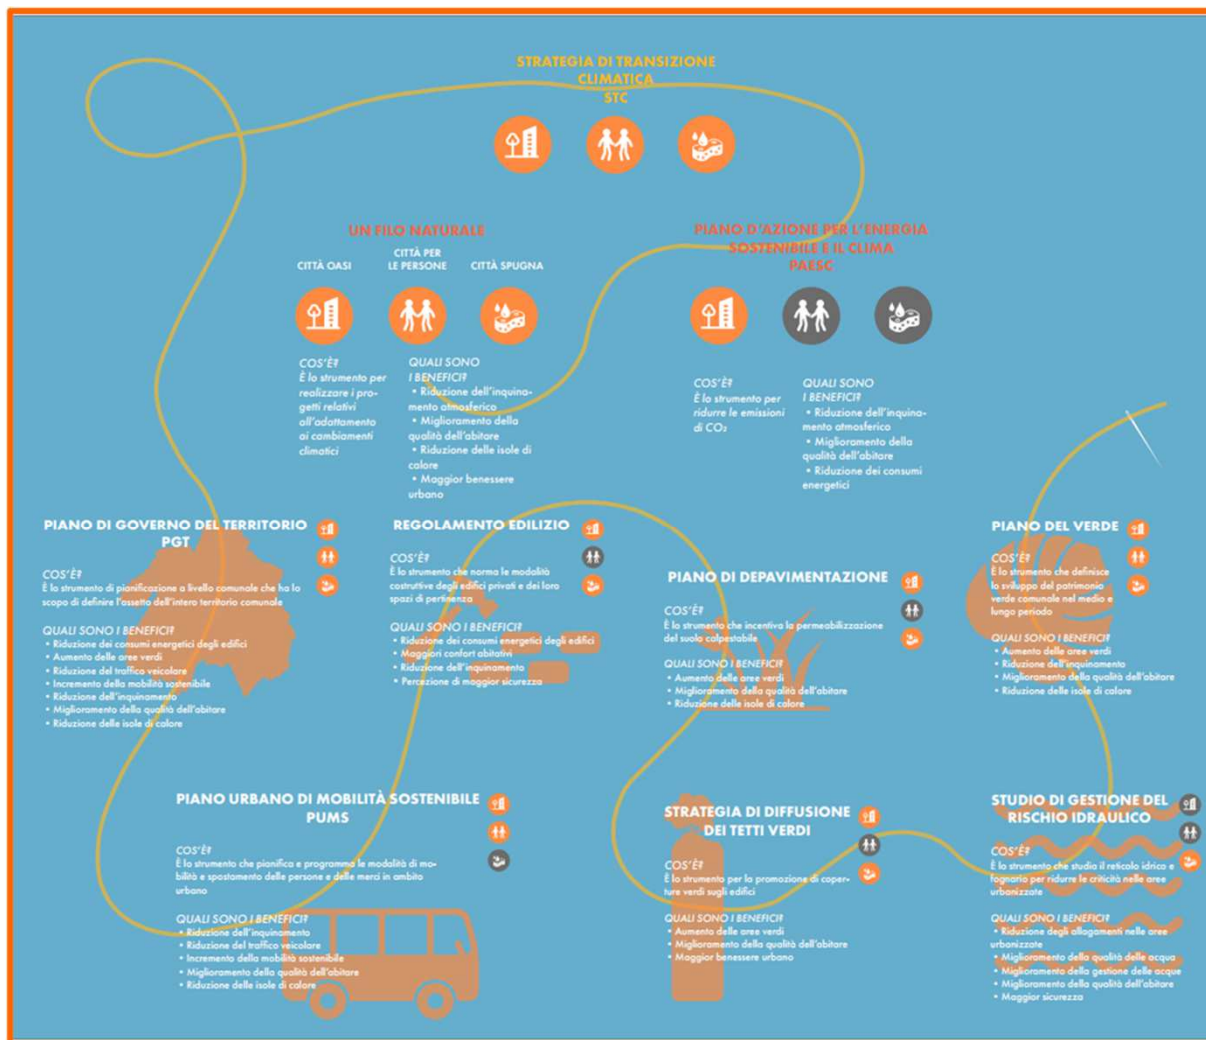 STRATEGIA DI TRANSIZIONE
CLIMATICA
STC
UN FILO NATURALE
CITTÀ OASI
CITTÀ PER
LE PERSONE
CITTÀ SPUGNA
COS'È?
È lo strumento per
realizzare i pro-
getti relativi
all'adattamento
ai cambiamenti
climatici
QUALI SONO
I BENEFICI?
• Riduzione dell'inquina-
mento atmosferico
• Miglioramento della
qualità dell'abitare
• Riduzione delle isole di
calore
• Maggior benessere
urbano
PIANO D'AZIONE PER L'ENERGIA
SOSTENIBILE E IL CLIMA
PAESC
COS'È?
È lo strumento per
ridurre le emissioni
di CO₂
QUALI SONO
I BENEFICI?
• Riduzione dell'inquina-
mento atmosferico
• Miglioramento della
qualità dell'abitare
• Riduzione dei consumi
energetici
PIANO DI GOVERNO DEL TERRITORIO
PGT
COS'È?
È lo strumento di pianificazione a livello comunale che ha lo
scopo di definire l'assetto dell'intero territorio comunale
QUALI SONO I BENEFICI?
• Riduzione dei consumi energetici degli edifici
• Aumento delle aree verdi
• Riduzione del traffico veicolare
• Incremento della mobilità sostenibile
• Riduzione dell'inquinamento
• Miglioramento della qualità dell'abitare
• Riduzione delle isole di calore
REGOLAMENTO EDILIZIO
COS'È?
È lo strumento che norma le modalità
costruttive degli edifici privati e dei loro
spazi di pertinenza
QUALI SONO I BENEFICI?
• Riduzione dei consumi energetici degli edifici
• Maggiori confort abitativi
• Riduzione dell'inquinamento
• Percezione di maggior sicurezza
PIANO DI DEPAVIMENTAZIONE
COS'È?
È lo strumento che incentiva la permeabilizzazione
del suolo calpestabile
QUALI SONO I BENEFICI?
• Aumento delle aree verdi
• Miglioramento della qualità dell'abitare
• Riduzione delle isole di calore
PIANO DEL VERDE
COS'È?
È lo strumento che definisce
lo sviluppo del patrimonio
verde comunale nel medio e
lungo periodo
QUALI SONO I BENEFICI?
• Aumento delle aree verdi
• Riduzione dell'inquinamento
• Miglioramento della qualità dell'abitare
• Riduzione delle isole di calore
PIANO URBANO DI MOBILITÀ SOSTENIBILE
PUMS
COS'È?
È lo strumento che pianifica e programma le modalità di mo-
bilità e spostamento delle persone e delle merci in ambito
urbano
QUALI SONO I BENEFICI?
• Riduzione dell'inquinamento
• Riduzione del traffico veicolare
• Incremento della mobilità sostenibile
• Miglioramento della qualità dell'abitare
• Riduzione delle isole di calore
STRATEGIA DI DIFFUSIONE
DEI TETTI VERDI
COS'È?
È lo strumento per la promozione di coper-
ture verdi sugli edifici
QUALI SONO I BENEFICI?
• Aumento delle aree verdi
• Miglioramento della qualità dell'abitare
• Maggior benessere urbano
STUDIO DI GESTIONE DEL
RISCHIO IDRAULICO
COS'È?
È lo strumento che studia il reticolo idrico e
fognario per ridurre le criticità nelle aree
urbanizzate
QUALI SONO I BENEFICI?
• Riduzione degli allagamenti nelle aree
urbanizzate
• Miglioramento della qualità delle acqua
• Miglioramento della gestione delle acque
• Miglioramento della qualità dell'abitare
• Maggior sicurezza